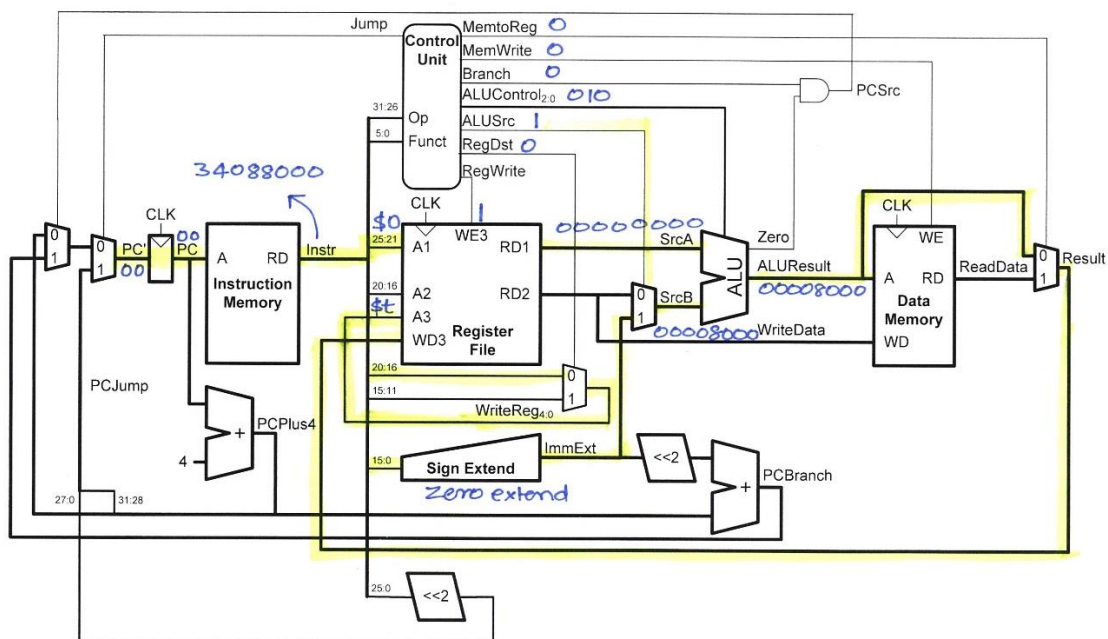 Jump
MemtoReg 0
MemWrite 0
Control
Unit
Branch 0
PCSrc
ALUControl2:0 010
31:26
Op
ALUSrc 1
5:0
Funct
RegDst 0
34088000
RegWrite
CLK
CLK
$0
1
00000000
CLK
0
1
0
1
PC'
00
00
PC
A
RD
Instr
25:21
A1
WE3
RD1
SrcA
Zero
WE
Instruction
Memory
20:16
A2
RD2
0
1
SrcB
ALU
ALUResult
00008000
A
RD
ReadData
0
1
Result
$t
A3
Data
Memory
WD3
Register
File
00008000
WriteData
WD
PCJump
20:16
0
15:11
1
WriteReg4:0
PCPlus4
+
4
15:0
Sign Extend
ImmExt
<<2
PCBranch
+
Zero extend
27:0
31:28
25:0
<<2